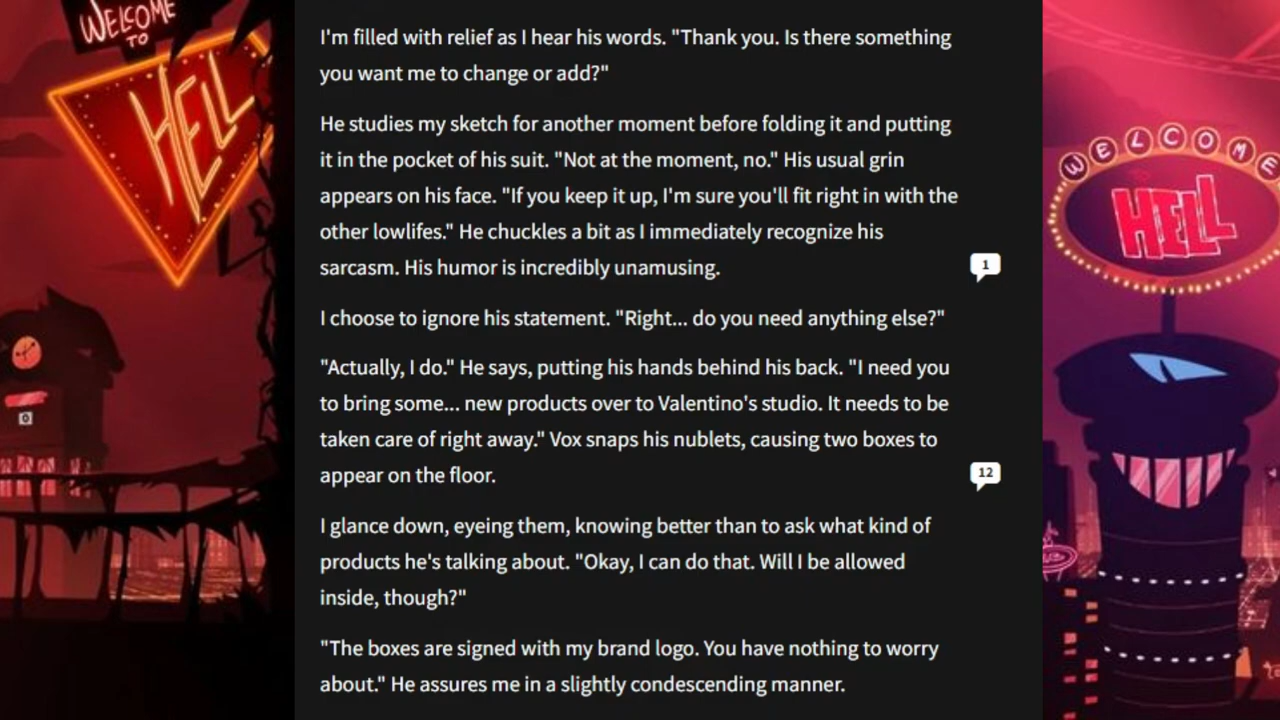 WELCOME
TO
HELL
I'm filled with relief as I hear his words. "Thank you. Is there something
you want me to change or add?"
He studies my sketch for another moment before folding it and putting
it in the pocket of his suit. "Not at the moment, no." His usual grin
appears on his face. "If you keep it up, I'm sure you'll fit right in with the
other lowlifes." He chuckles a bit as I immediately recognize his
sarcasm. His humor is incredibly unamusing.
1
I choose to ignore his statement. "Right... do you need anything else?"
"Actually, I do." He says, putting his hands behind his back. "I need you
to bring some... new products over to Valentino's studio. It needs to be
taken care of right away." Vox snaps his nublets, causing two boxes to
appear on the floor.
12
I glance down, eyeing them, knowing better than to ask what kind of
products he's talking about. "Okay, I can do that. Will I be allowed
inside, though?"
"The boxes are signed with my brand logo. You have nothing to worry
about." He assures me in a slightly condescending manner.
WELCOME
HELL